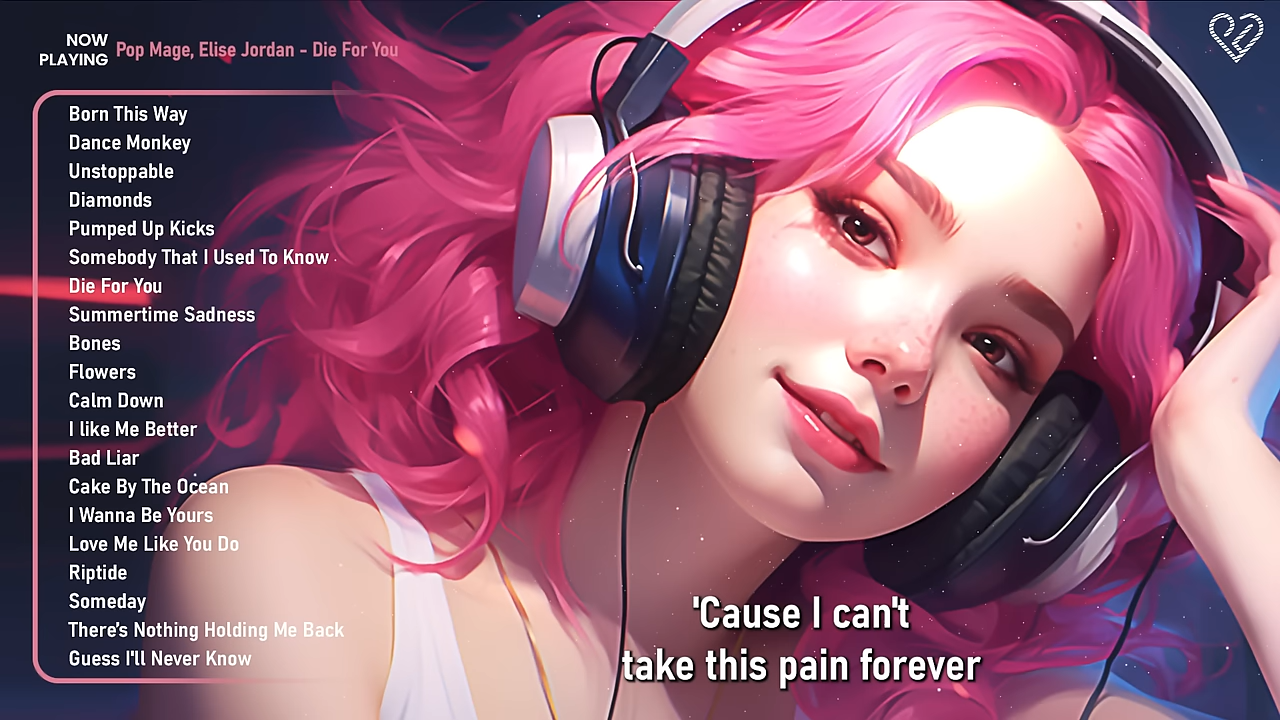 NOW
PLAYING
Pop Mage, Elise Jordan - Die For You
Born This Way
Dance Monkey
Unstoppable
Diamonds
Pumped Up Kicks
Somebody That I Used To Know
Die For You
Summertime Sadness
Bones
Flowers
Calm Down
I like Me Better
Bad Liar
Cake By The Ocean
I Wanna Be Yours
Love Me Like You Do
Riptide
Someday
There's Nothing Holding Me Back
Guess I'll Never Know
'Cause I can't
take this pain forever